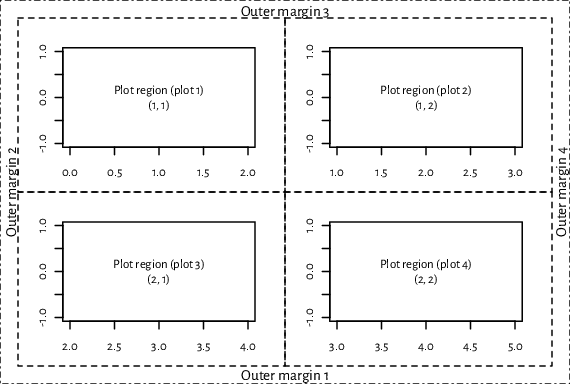 Outer margin 3
1.0
0.0
-1.0
Plot region (plot 1)
(1, 1)
0.0 0.5 1.0 1.5 2.0
1.0
0.0
-1.0
Plot region (plot 2)
(1, 2)
1.0 1.5 2.0 2.5 3.0
Outer margin 2
Outer margin 4
1.0
0.0
-1.0
Plot region (plot 3)
(2, 1)
2.0 2.5 3.0 3.5 4.0
1.0
0.0
-1.0
Plot region (plot 4)
(2, 2)
3.0 3.5 4.0 4.5 5.0
Outer margin 1